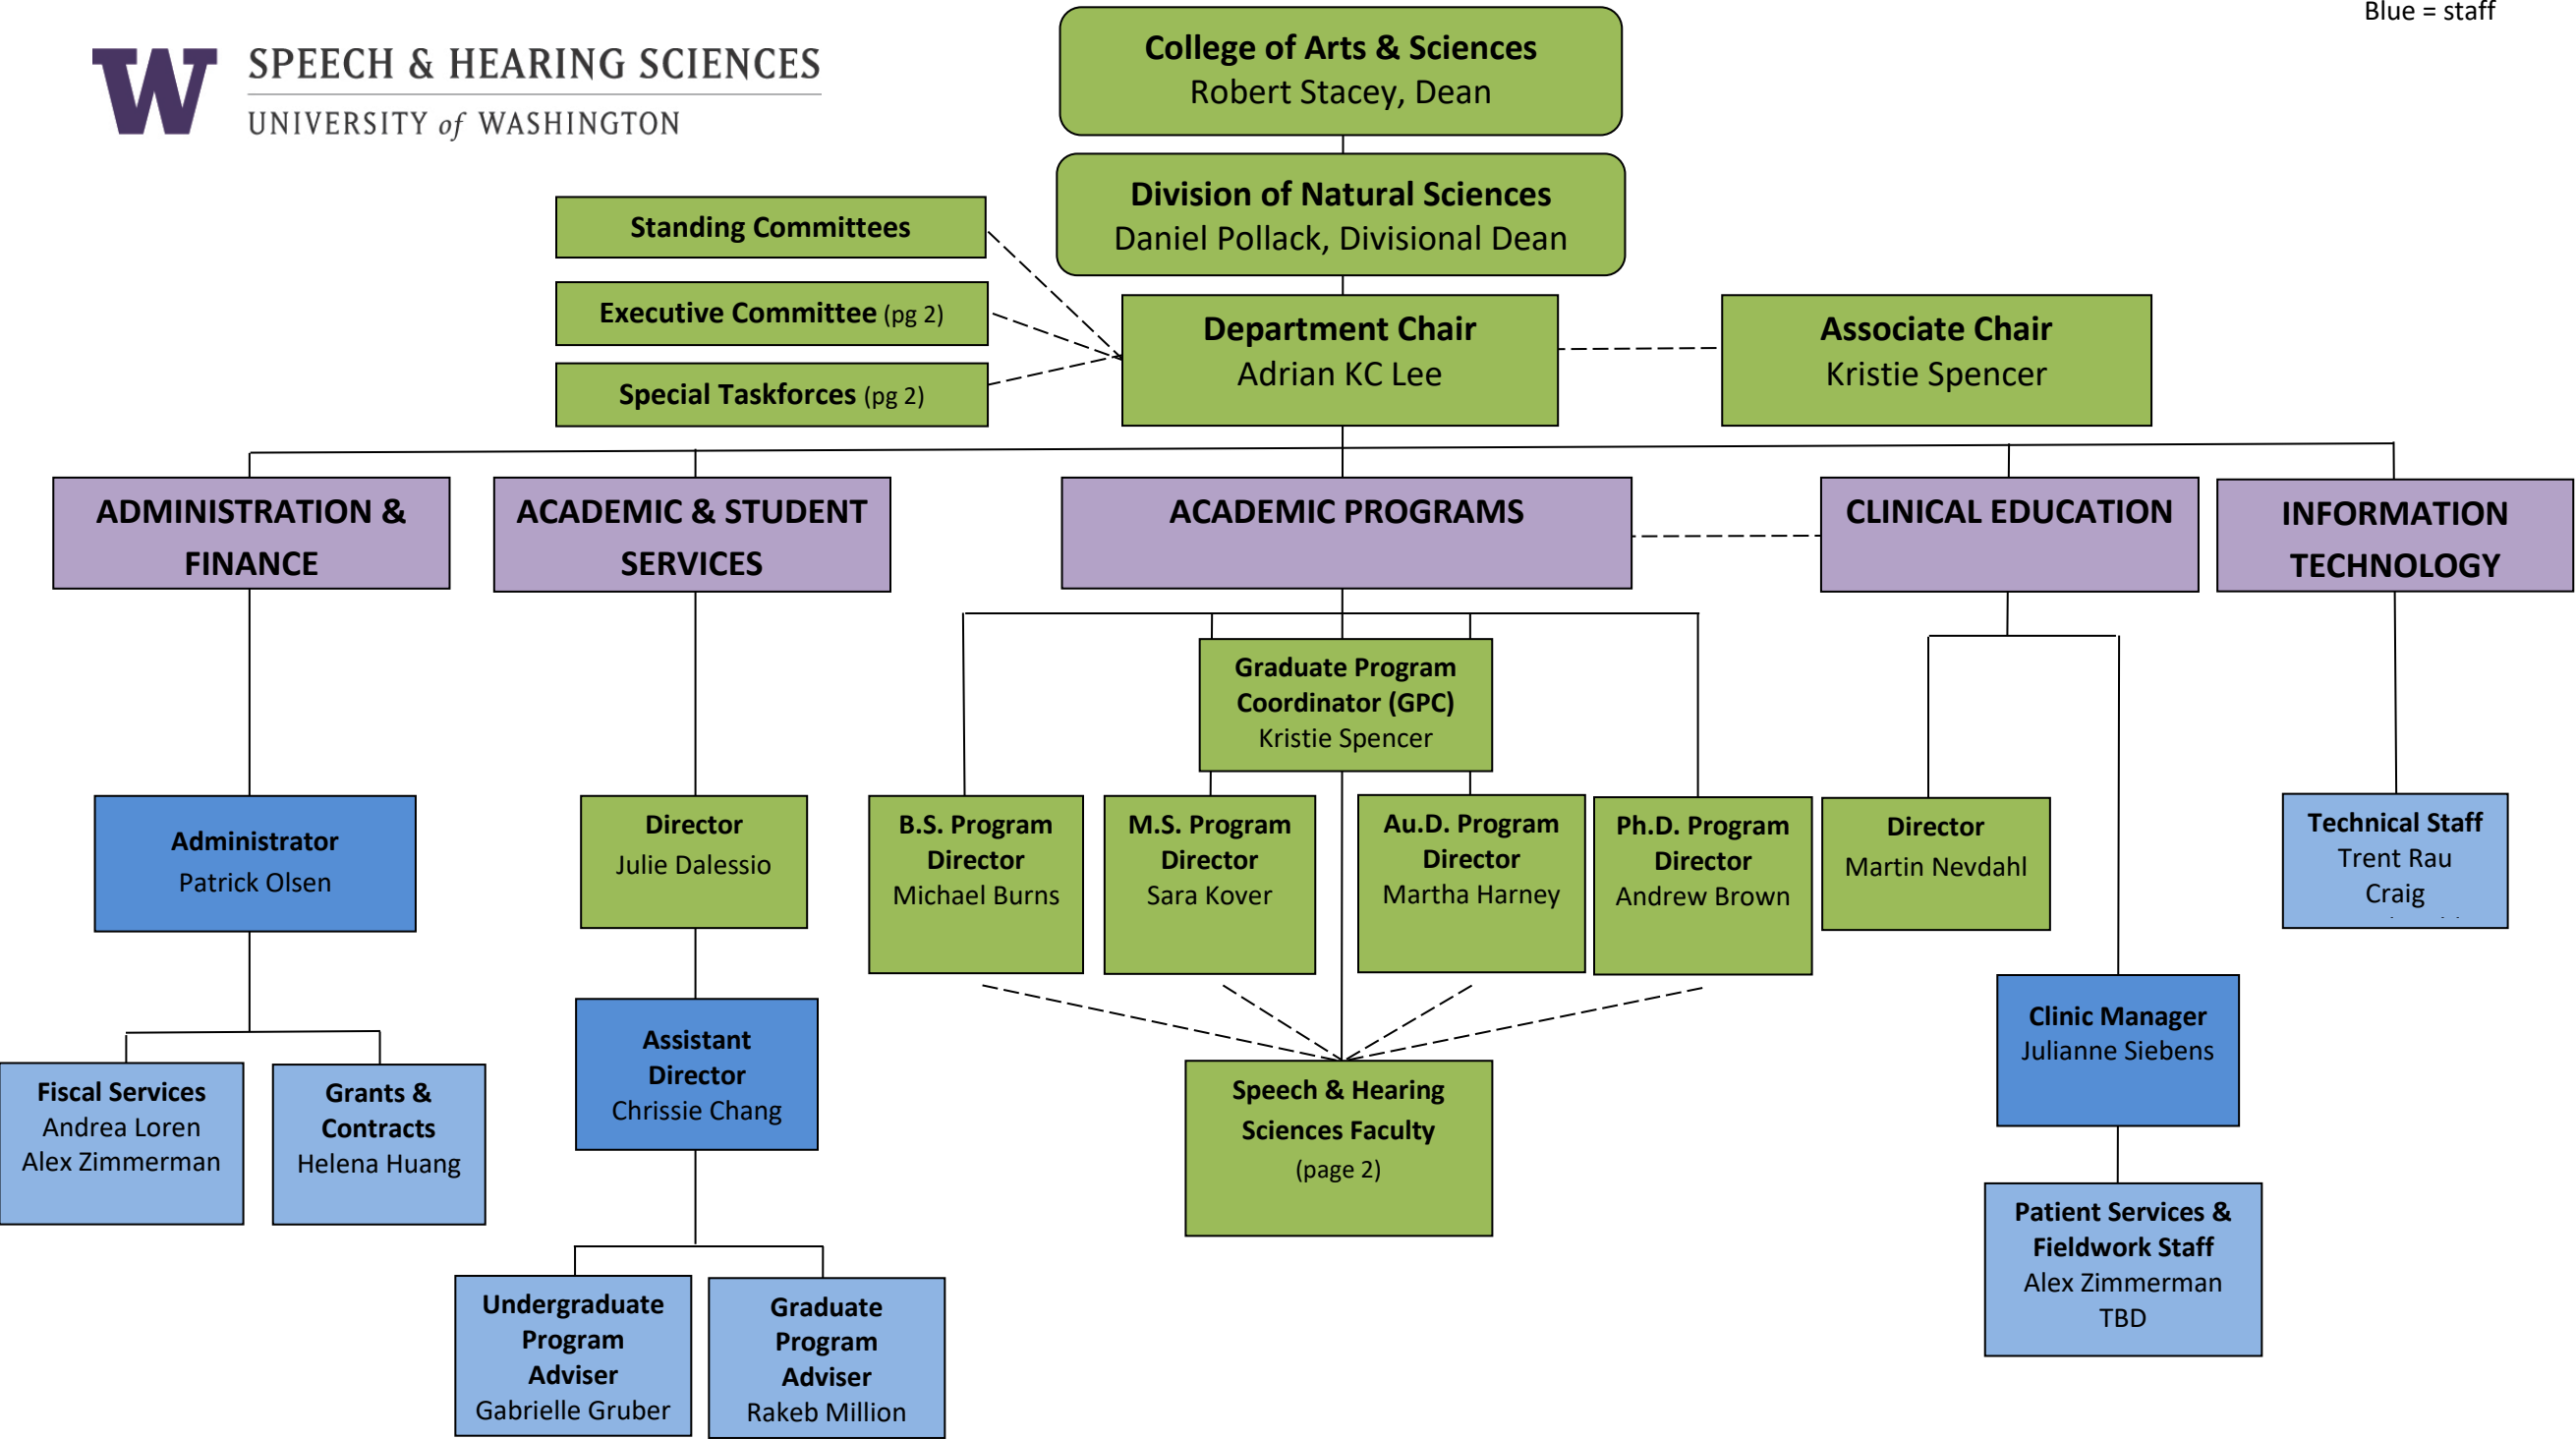 Blue = staff
SPEECH & HEARING SCIENCES
UNIVERSITY of WASHINGTON
College of Arts & Sciences
Robert Stacey, Dean
Division of Natural Sciences
Daniel Pollack, Divisional Dean
Standing Committees
Executive Committee (pg 2)
Special Taskforces (pg 2)
Department Chair
Adrian KC Lee
Associate Chair
Kristie Spencer
ADMINISTRATION &
FINANCE
ACADEMIC & STUDENT
SERVICES
ACADEMIC PROGRAMS
CLINICAL EDUCATION
INFORMATION
TECHNOLOGY
Graduate Program
Coordinator (GPC)
Kristie Spencer
Administrator
Patrick Olsen
Director
Julie Dalessio
B.S. Program
Director
Michael Burns
M.S. Program
Director
Sara Kover
Au.D. Program
Director
Martha Harney
Ph.D. Program
Director
Andrew Brown
Director
Martin Nevdahl
Technical Staff
Trent Rau
Craig
Assistant
Director
Chrissie Chang
Clinic Manager
Julianne Siebens
Fiscal Services
Andrea Loren
Alex Zimmerman
Grants &
Contracts
Helena Huang
Speech & Hearing
Sciences Faculty
(page 2)
Patient Services &
Fieldwork Staff
Alex Zimmerman
TBD
Undergraduate
Program
Adviser
Gabrielle Gruber
Graduate
Program
Adviser
Rakeb Million